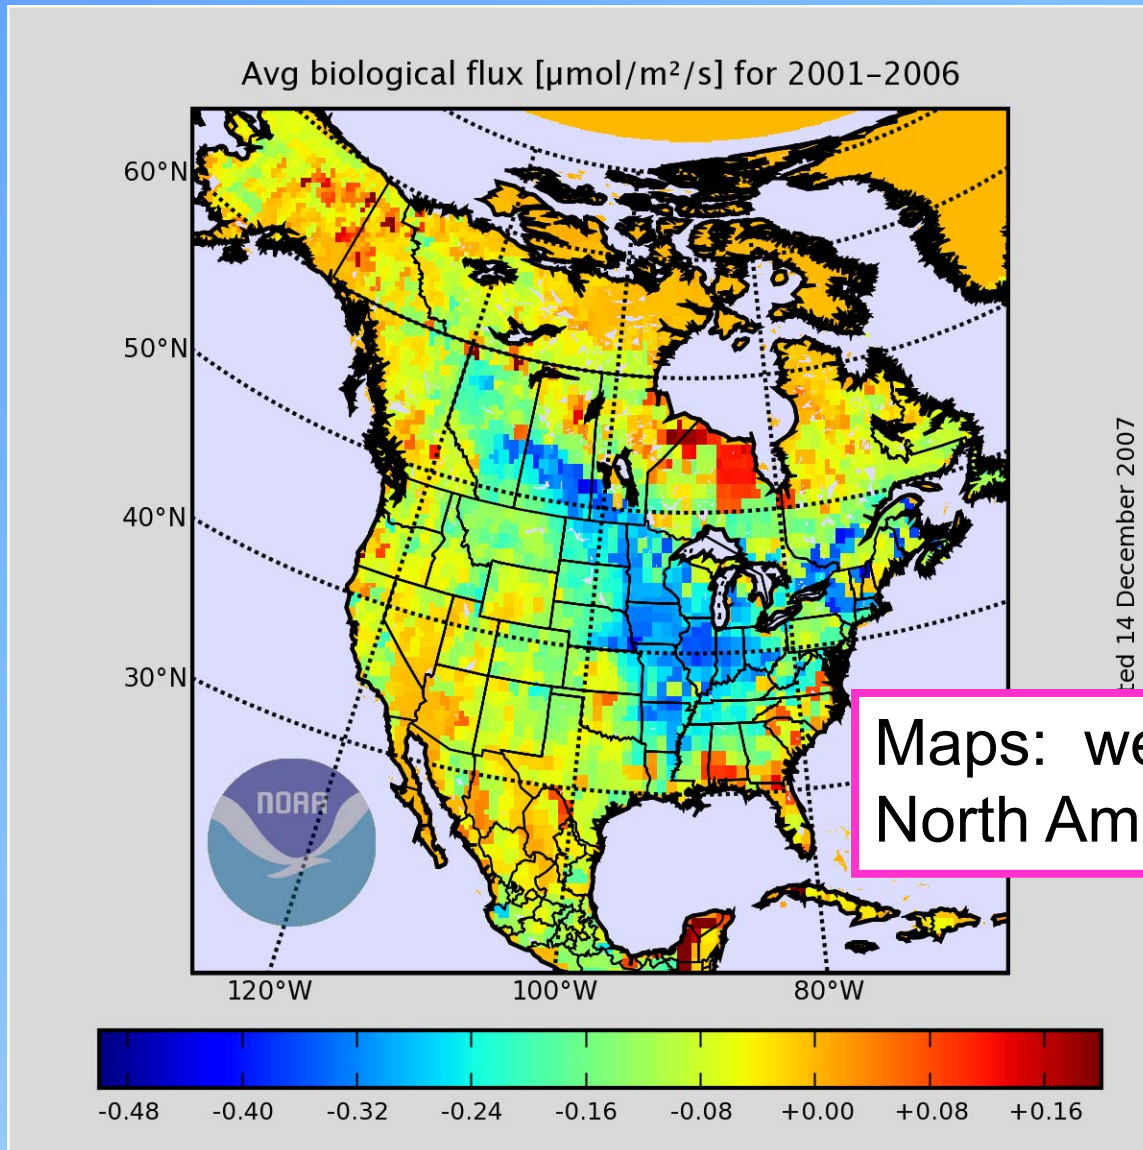 Avg biological flux [µmol/m²/s] for 2001–2006
60°N
50°N
40°N
30°N
NOAA
120°W 100°W 80°W
-0.48 -0.40 -0.32 -0.24 -0.16 -0.08 +0.00 +0.08 +0.16
ted 14 December 2007
Maps: we
North Am